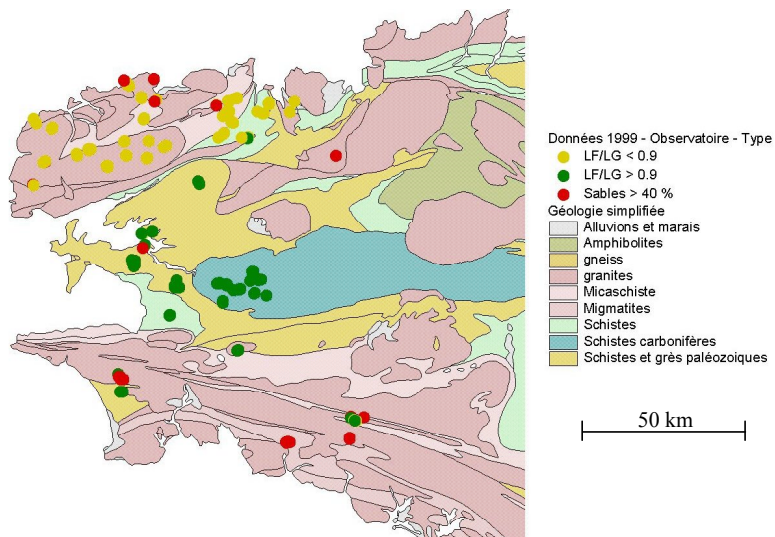 Données 1999 - Observatoire - Type
LF/LG < 0.9
LF/LG > 0.9
Sables > 40 %
Géologie simplifiée
Alluvions et marais
Amphibolites
gneiss
granites
Micaschiste
Migmatites
Schistes
Schistes carbonifères
Schistes et grès paléozoiques
50 km